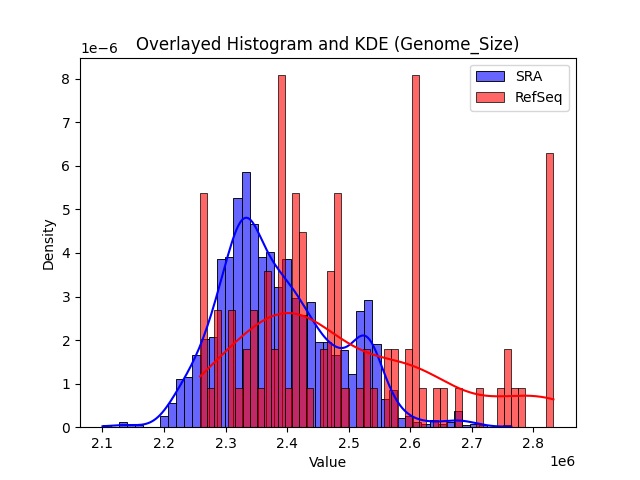 Overlayed Histogram and KDE (Genome_Size)
1e−6
SRA
RefSeq
8
7
6
5
4
3
2
1
0
Density
2.1 2.2 2.3 2.4 2.5 2.6 2.7 2.8
Value
1e6